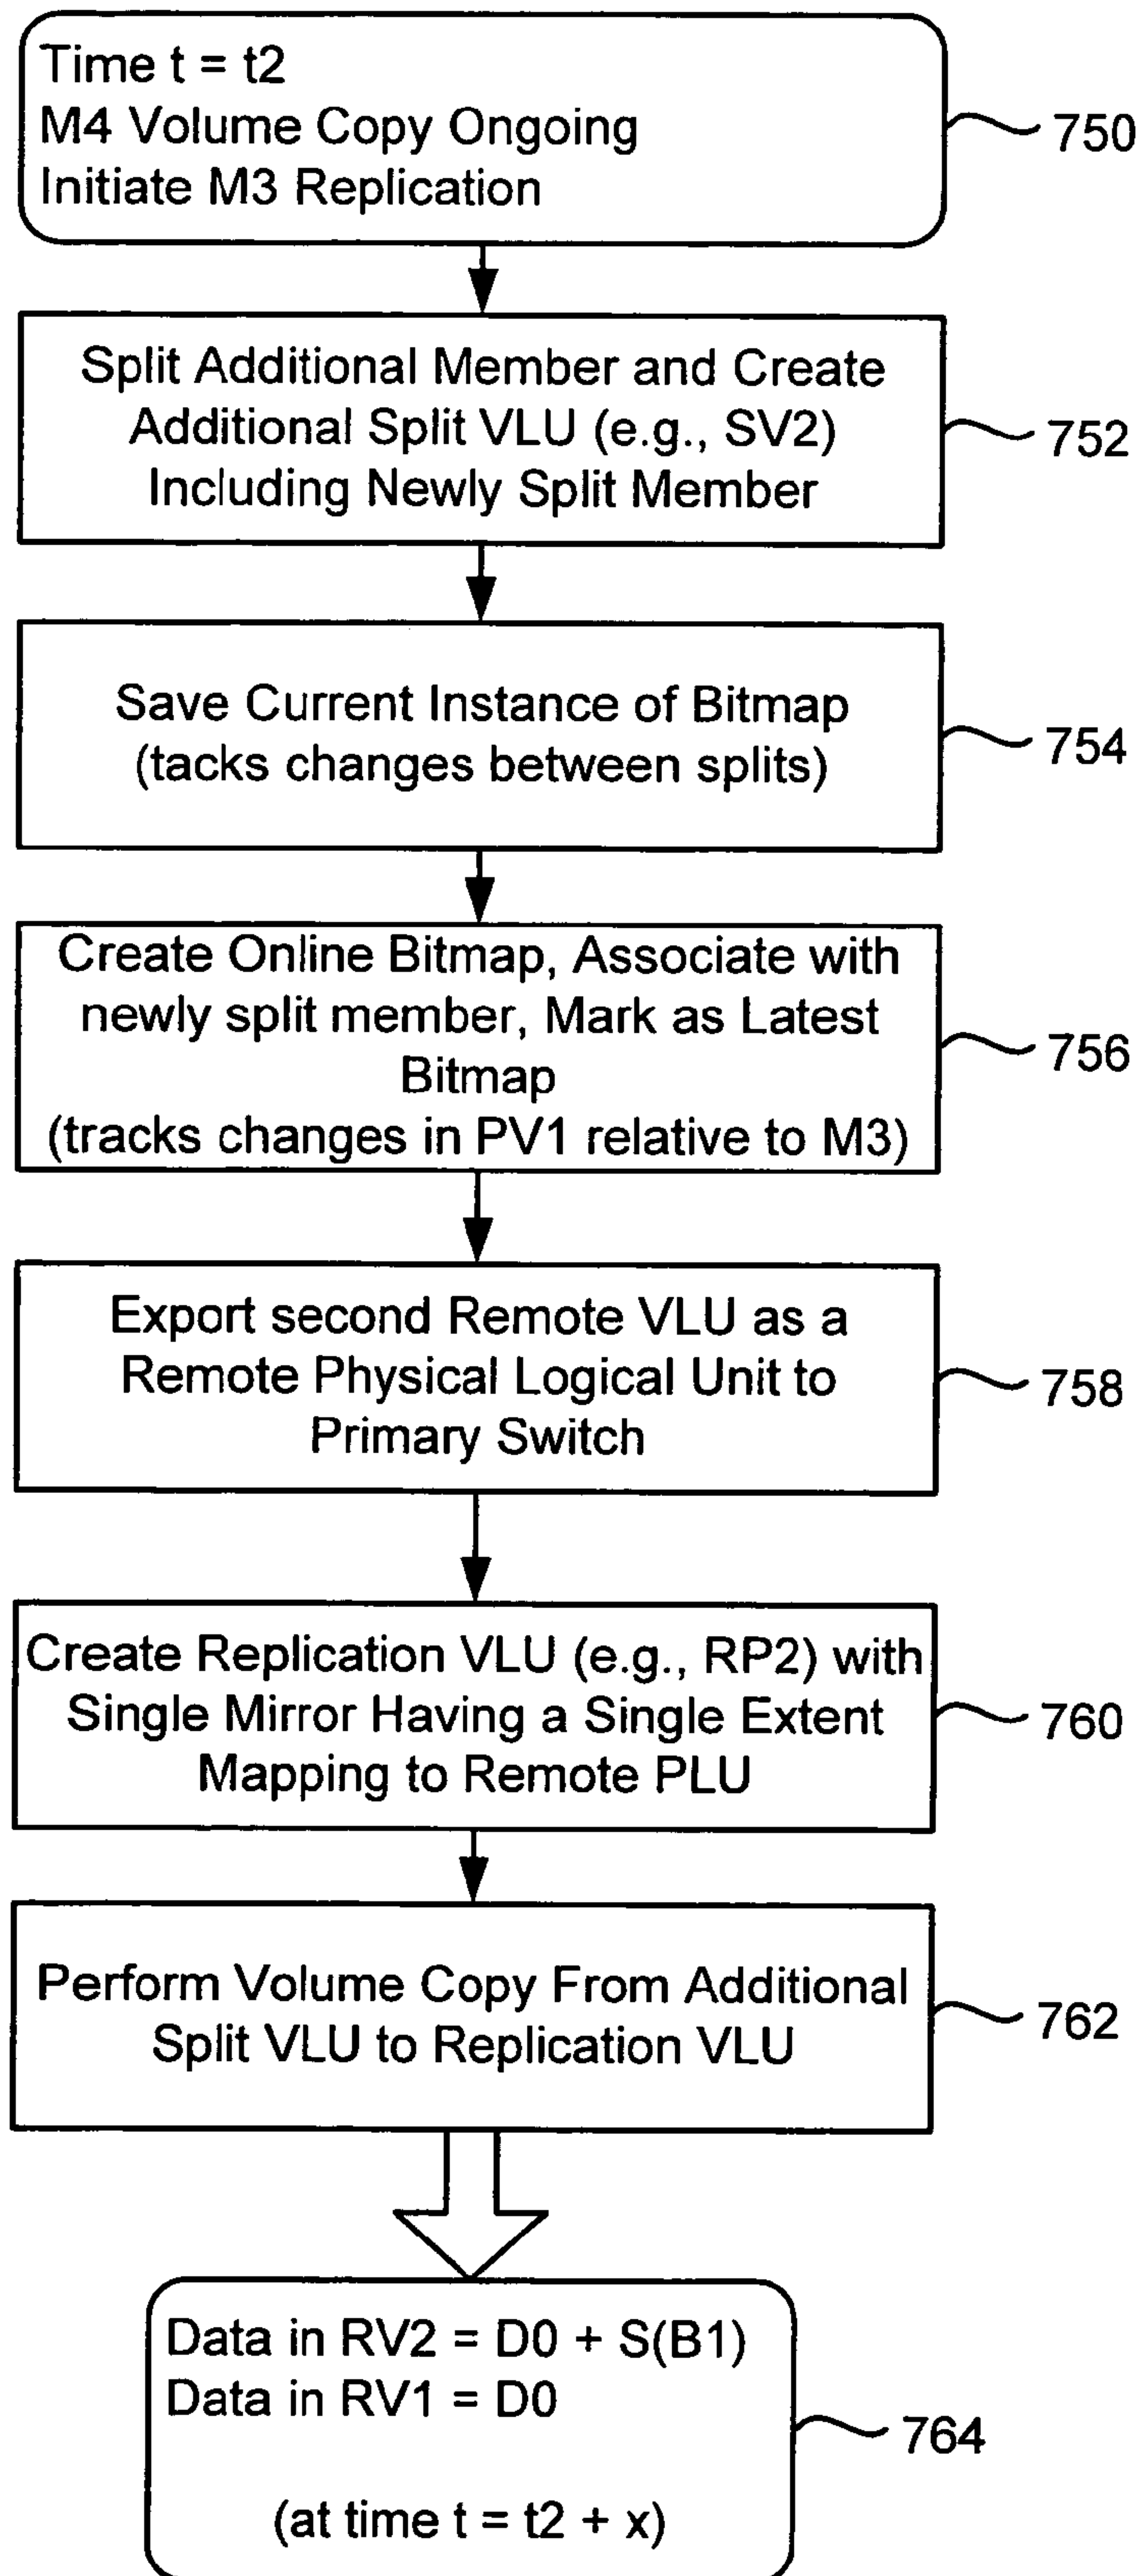 Time t = t2
M4 Volume Copy Ongoing
Initiate M3 Replication
750
Split Additional Member and Create
Additional Split VLU (e.g., SV2)
Including Newly Split Member
752
Save Current Instance of Bitmap
(tacks changes between splits)
754
Create Online Bitmap, Associate with
newly split member, Mark as Latest
Bitmap
(tracks changes in PV1 relative to M3)
756
Export second Remote VLU as a
Remote Physical Logical Unit to
Primary Switch
758
Create Replication VLU (e.g., RP2) with
Single Mirror Having a Single Extent
Mapping to Remote PLU
760
Perform Volume Copy From Additional
Split VLU to Replication VLU
762
Data in RV2 = D0 + S(B1)
Data in RV1 = D0
(at time t = t2 + x)
764